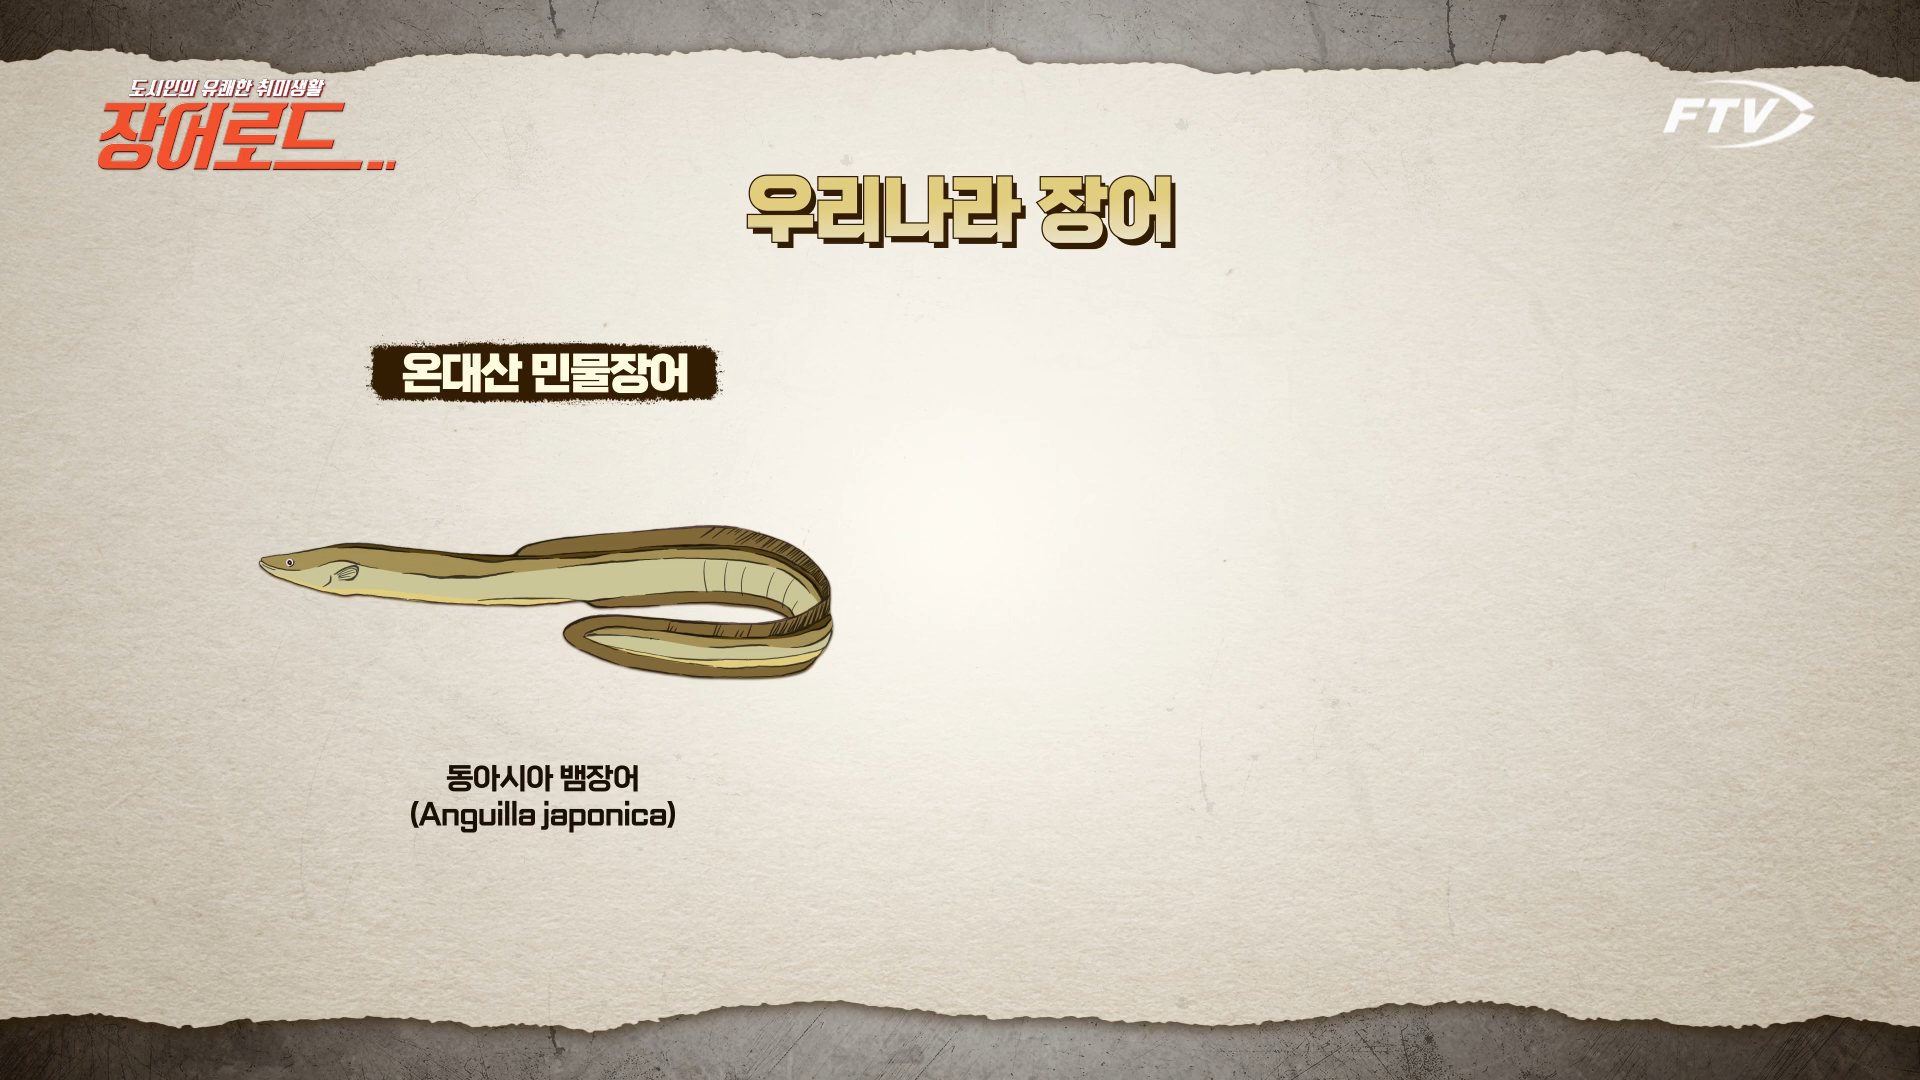 도시인의 유쾌한 취미생활
장어로드..
FTV
우리나라 장어
온대산 민물장어
동아시아 뱀장어
(Anguilla japonica)